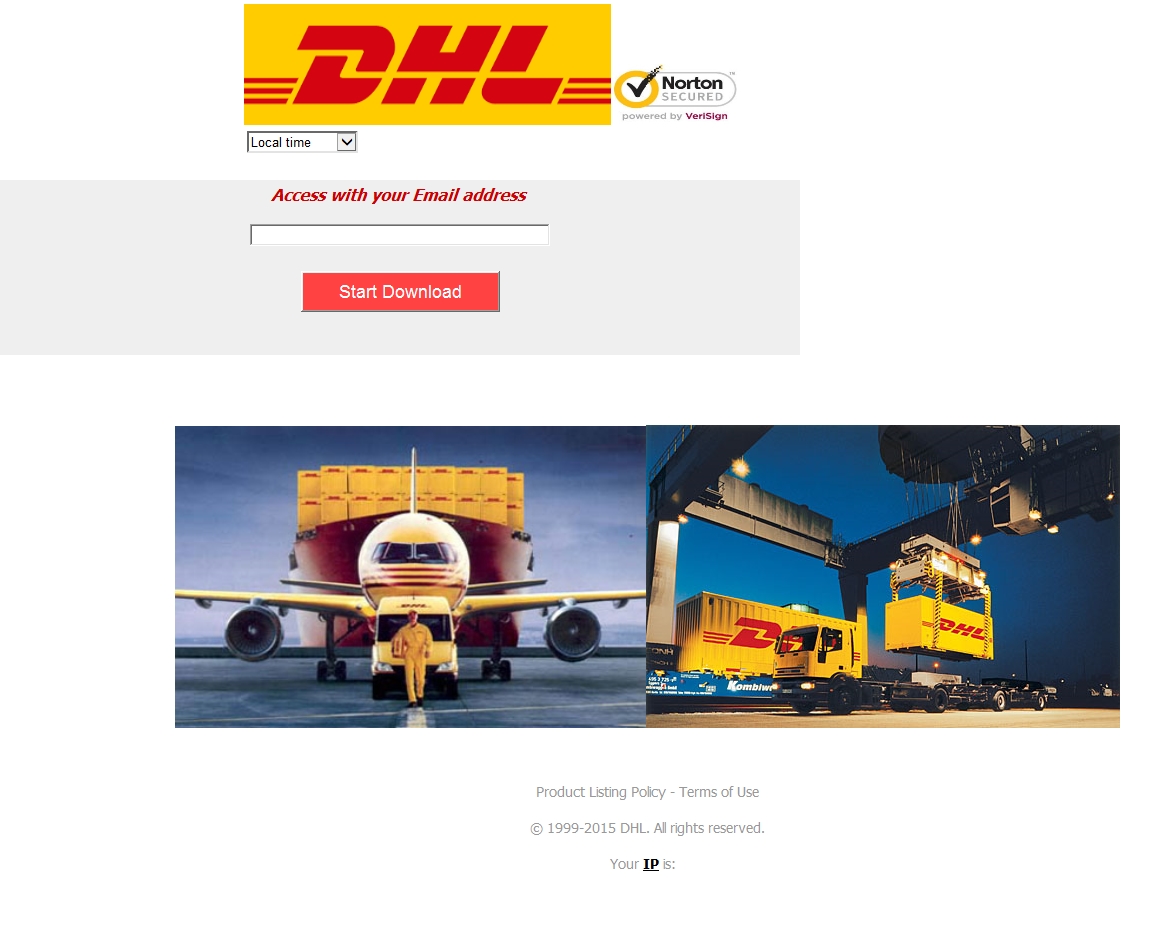 DHL
Norton
SECURED
powered by VeriSign
Local time
Access with your Email address
Start Download
DHL
DHL
DHL
Product Listing Policy - Terms of Use
© 1999-2015 DHL. All rights reserved.
Your IP is: